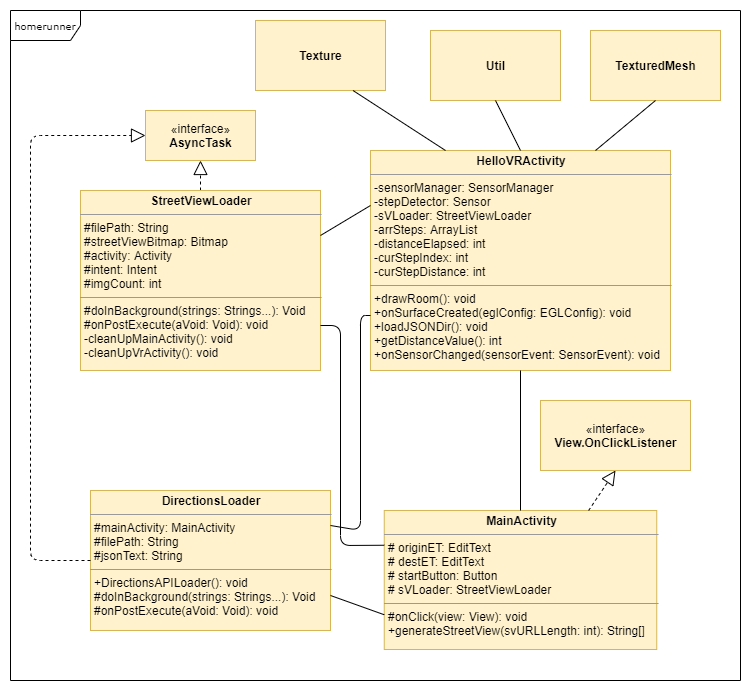 homerunner
Texture
Util
TexturedMesh
«interface»
AsyncTask
HelloVRActivity
-sensorManager: SensorManager
-stepDetector: Sensor
-sVLoader: StreetViewLoader
-arrSteps: ArrayList
-distanceElapsed: int
-curStepIndex: int
-curStepDistance: int
+drawRoom(): void
+onSurfaceCreated(eglConfig: EGLConfig): void
+loadJSONDir(): void
+getDistanceValue(): int
+onSensorChanged(sensorEvent: SensorEvent): void
StreetViewLoader
#filePath: String
#streetViewBitmap: Bitmap
#activity: Activity
#intent: Intent
#imgCount: int
#doInBackground(strings: Strings...): Void
#onPostExecute(aVoid: Void): void
-cleanUpMainActivity(): void
-cleanUpVrActivity(): void
«interface»
View.OnClickListener
DirectionsLoader
#mainActivity: MainActivity
#filePath: String
#jsonText: String
+DirectionsAPILoader(): void
#doInBackground(strings: Strings...): Void
#onPostExecute(aVoid: Void): void
MainActivity
# originET: EditText
# destET: EditText
# startButton: Button
# sVLoader: StreetViewLoader
#onClick(view: View): void
+generateStreetView(svURLLength: int): String[]